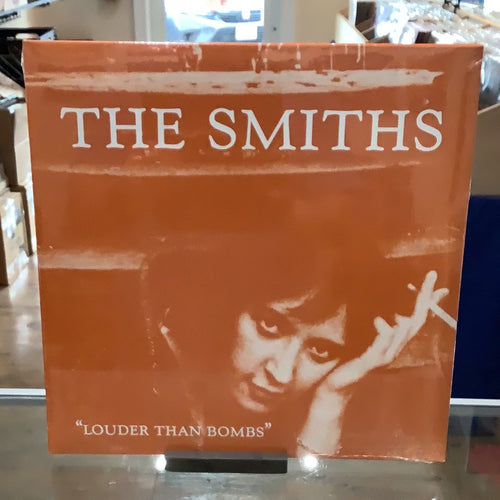 THE SMITHS
"LOUDER THAN BOMBS"